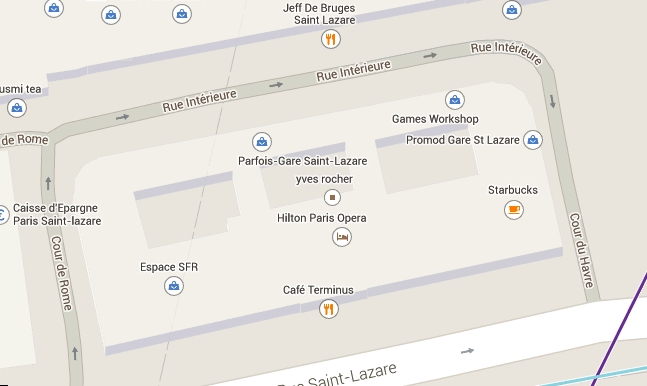 Jeff De Bruges
Saint Lazare
Rue Intérieure
Rue Intérieure
Rue Intérieure
usmi tea
Games Workshop
de Rome
Promod Gare St Lazare
Parfois-Gare Saint-Lazare
yves rocher
Starbucks
Caisse d'Epargne
Paris Saint-lazare
Hilton Paris Opera
Cour de Rome
Cour du Havre
Espace SFR
Café Terminus
Rue Saint-Lazare